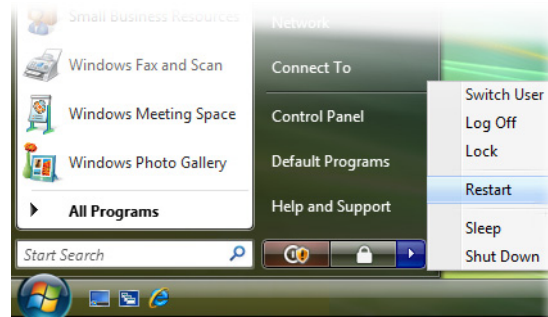 Small Business Resources
Windows Fax and Scan
Windows Meeting Space
Windows Photo Gallery
All Programs
Start Search
Network
Connect To
Control Panel
Default Programs
Help and Support
Switch User
Log Off
Lock
Restart
Sleep
Shut Down